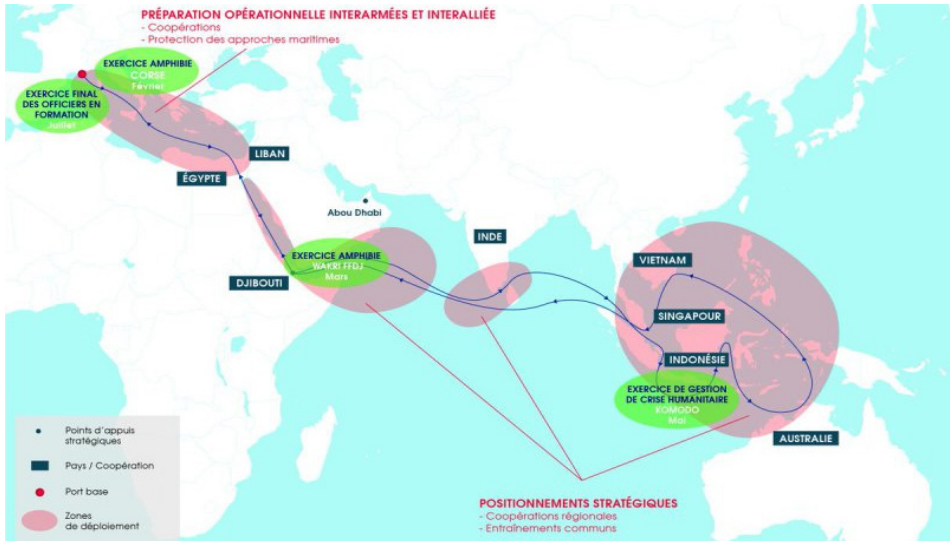 PRÉPARATION OPÉRATIONNELLE INTERARMÉES ET INTERALLIÉE
- Coopérations
- Protection des approches maritimes
EXERCICE AMPHIBIE
CORSE
Février
EXERCICE FINAL
DES OFFICIERS EN
FORMATION
Juillet
LIBAN
ÉGYPTE
Abou Dhabi
INDE
EXERCICE AMPHIBIE
WAKRI FFDJ
Mars
DJIBOUTI
VIETNAM
SINGAPOUR
INDONÉSIE
EXERCICE DE GESTION
DE CRISE HUMANITAIRE
KOMODO
Mai
AUSTRALIE
Points d'appuis
stratégiques
Pays / Coopération
Port base
Zones
de déploiement
POSITIONNEMENTS STRATÉGIQUES
- Coopérations régionales
- Entraînements communs